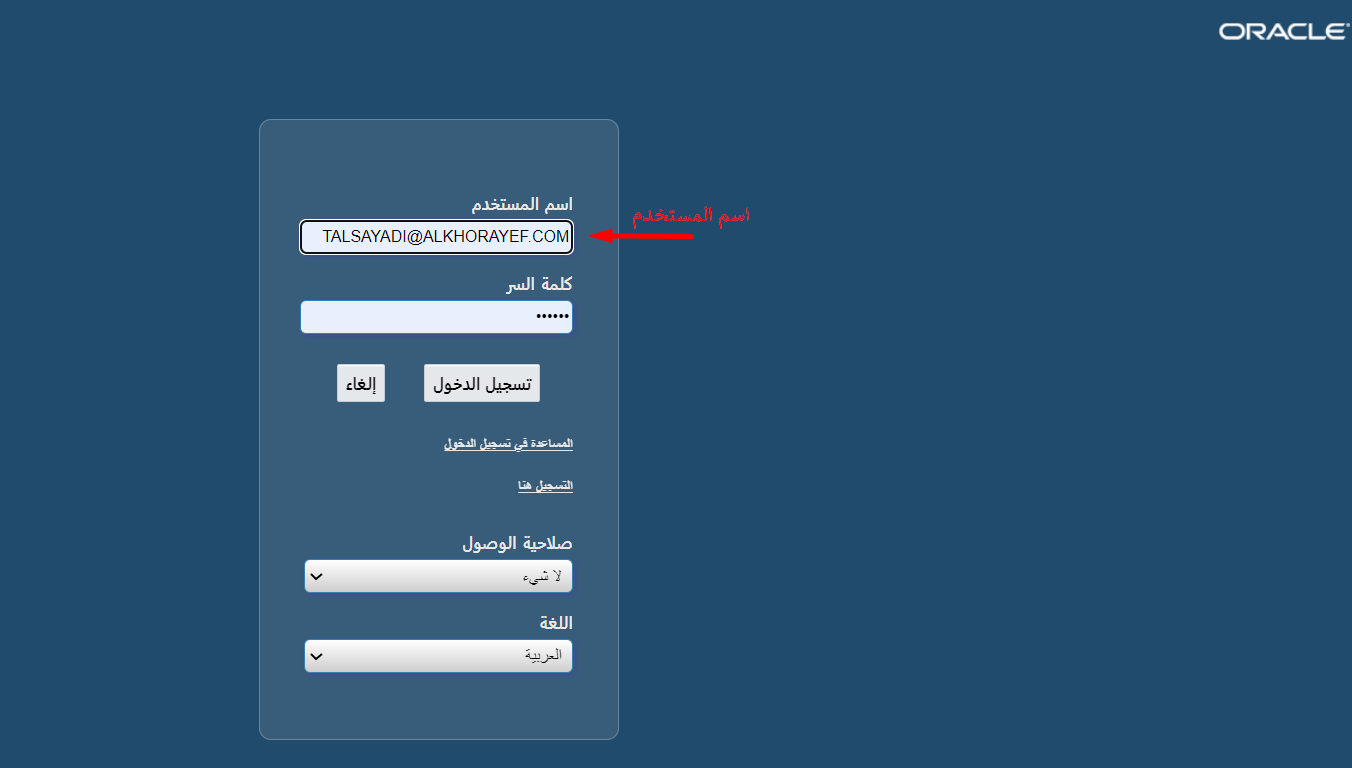 ORACLE
اسم المستخدم
اسم المستخدم
TALSAYADI@ALKHORAYEF.COM
كلمة السر
••••••
تسجيل الدخول
إلغاء
المساعدة في تسجيل الدخول
التسجيل هنا
صلاحية الوصول
لا شيء
اللغة
العربية